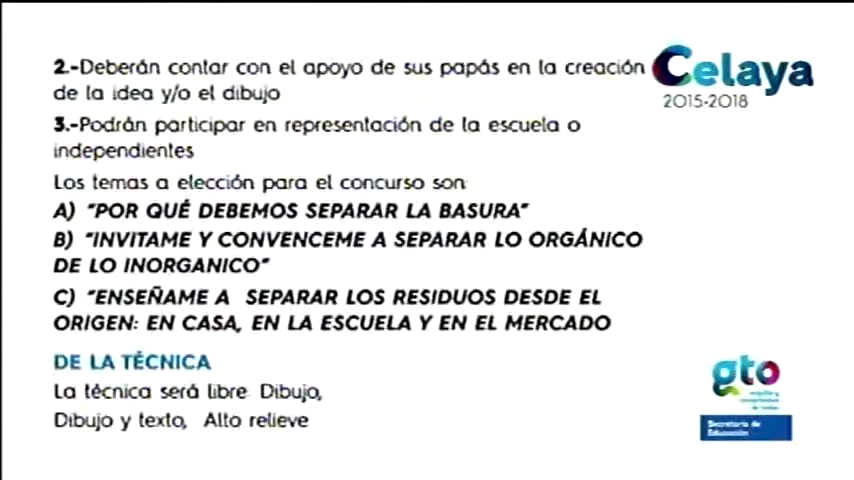 2.-Deberán contar con el apoyo de sus papás en la creación
de la idea y/o el dibujo
3.-Podrán participar en representación de la escuela o
independientes
Los temas a elección para el concurso son:
A) "POR QUÉ DEBEMOS SEPARAR LA BASURA"
B) "INVITAME Y CONVENCEME A SEPARAR LO ORGÁNICO
DE LO INORGANICO"
C) "ENSEÑAME A SEPARAR LOS RESIDUOS DESDE EL
ORIGEN: EN CASA, EN LA ESCUELA Y EN EL MERCADO
DE LA TÉCNICA
La técnica será libre: Dibujo,
Dibujo y texto, Alto relieve
Celaya
2015-2018
gto
Secretaría de
Educación